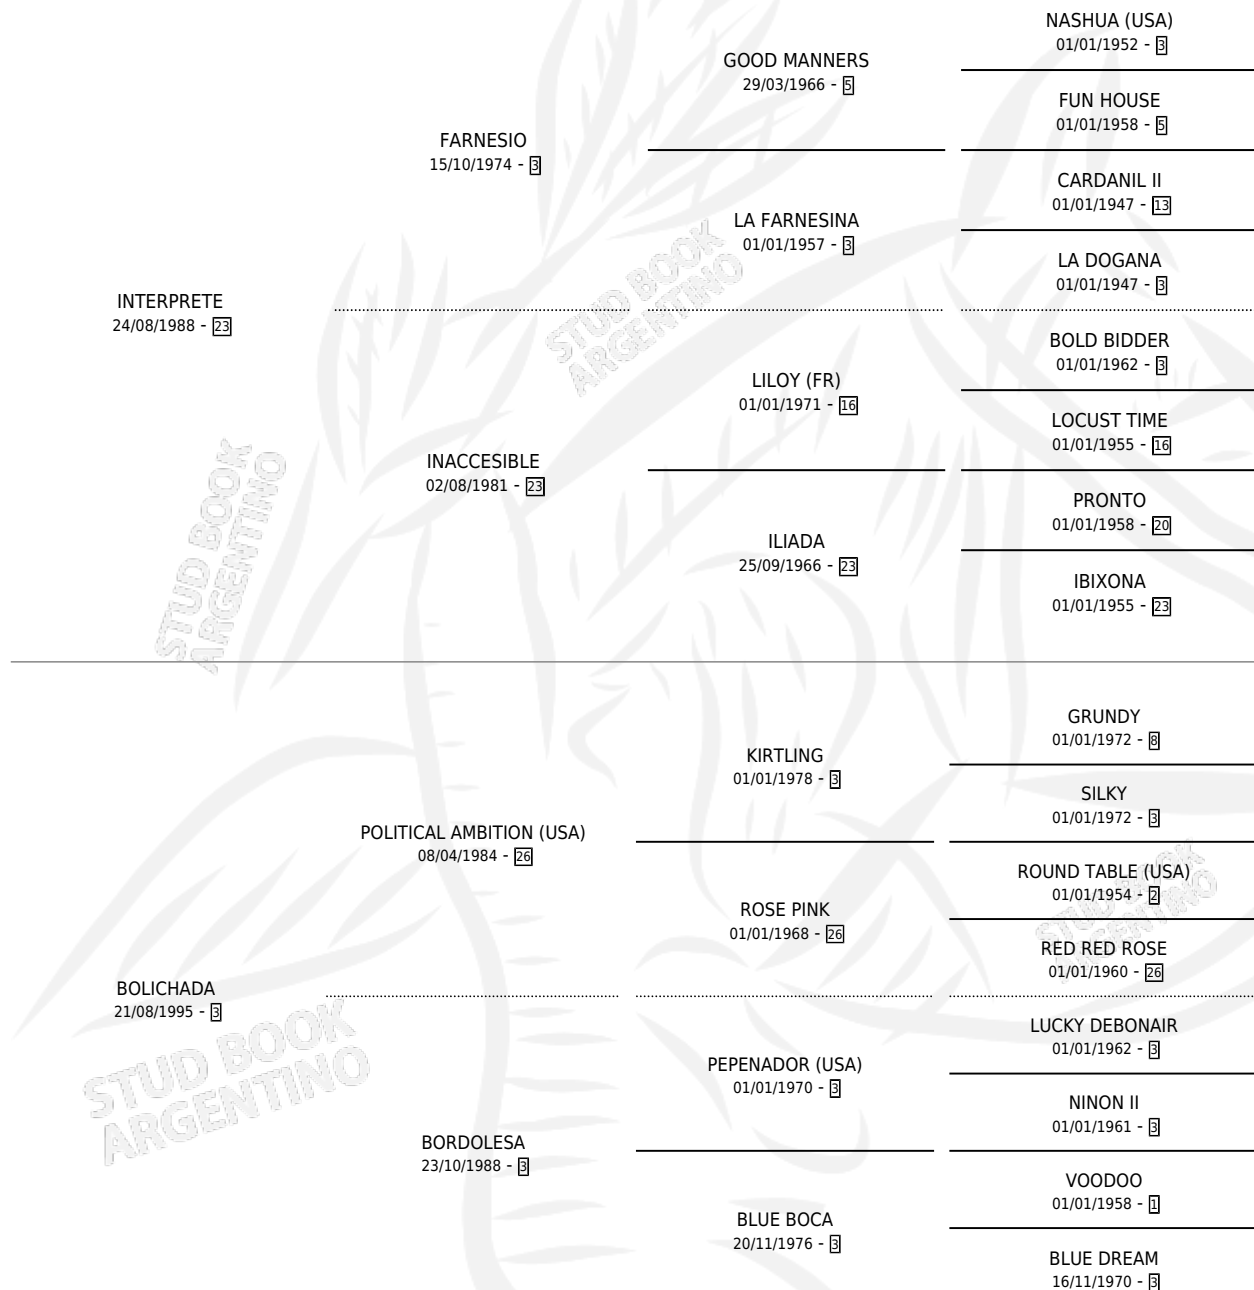 NASHUA (USA)
01/01/1952 - 3
GOOD MANNERS
29/03/1966 - 5
FUN HOUSE
01/01/1958 - 5
FARNESIO
15/10/1974 - 3
CARDANIL II
01/01/1947 - 13
LA FARNESINA
01/01/1957 - 3
LA DOGANA
01/01/1947 - 3
INTERPRETE
24/08/1988 - 23
BOLD BIDDER
01/01/1962 - 3
LILOY (FR)
01/01/1971 - 16
LOCUST TIME
01/01/1955 - 16
INACCESIBLE
02/08/1981 - 23
PRONTO
01/01/1958 - 20
ILIADA
25/09/1966 - 23
IBIXONA
01/01/1955 - 23
STUD BOOK
ARGENTINO
STUD BOOK
ARGENTINO
GRUNDY
01/01/1972 - 8
KIRTLING
01/01/1978 - 3
SILKY
01/01/1972 - 3
POLITICAL AMBITION (USA)
08/04/1984 - 26
ROUND TABLE (USA)
01/01/1954 - 2
ROSE PINK
01/01/1968 - 26
RED RED ROSE
01/01/1960 - 26
BOLICHADA
21/08/1995 - 3
LUCKY DEBONAIR
01/01/1962 - 3
PEPENADOR (USA)
01/01/1970 - 3
NINON II
01/01/1961 - 3
BORDOLESA
23/10/1988 - 3
VOODOO
01/01/1958 - 1
BLUE BOCA
20/11/1976 - 3
BLUE DREAM
16/11/1970 - 3
STUD BOOK
ARGENTINO
STUD BOOK
ARGENTINO